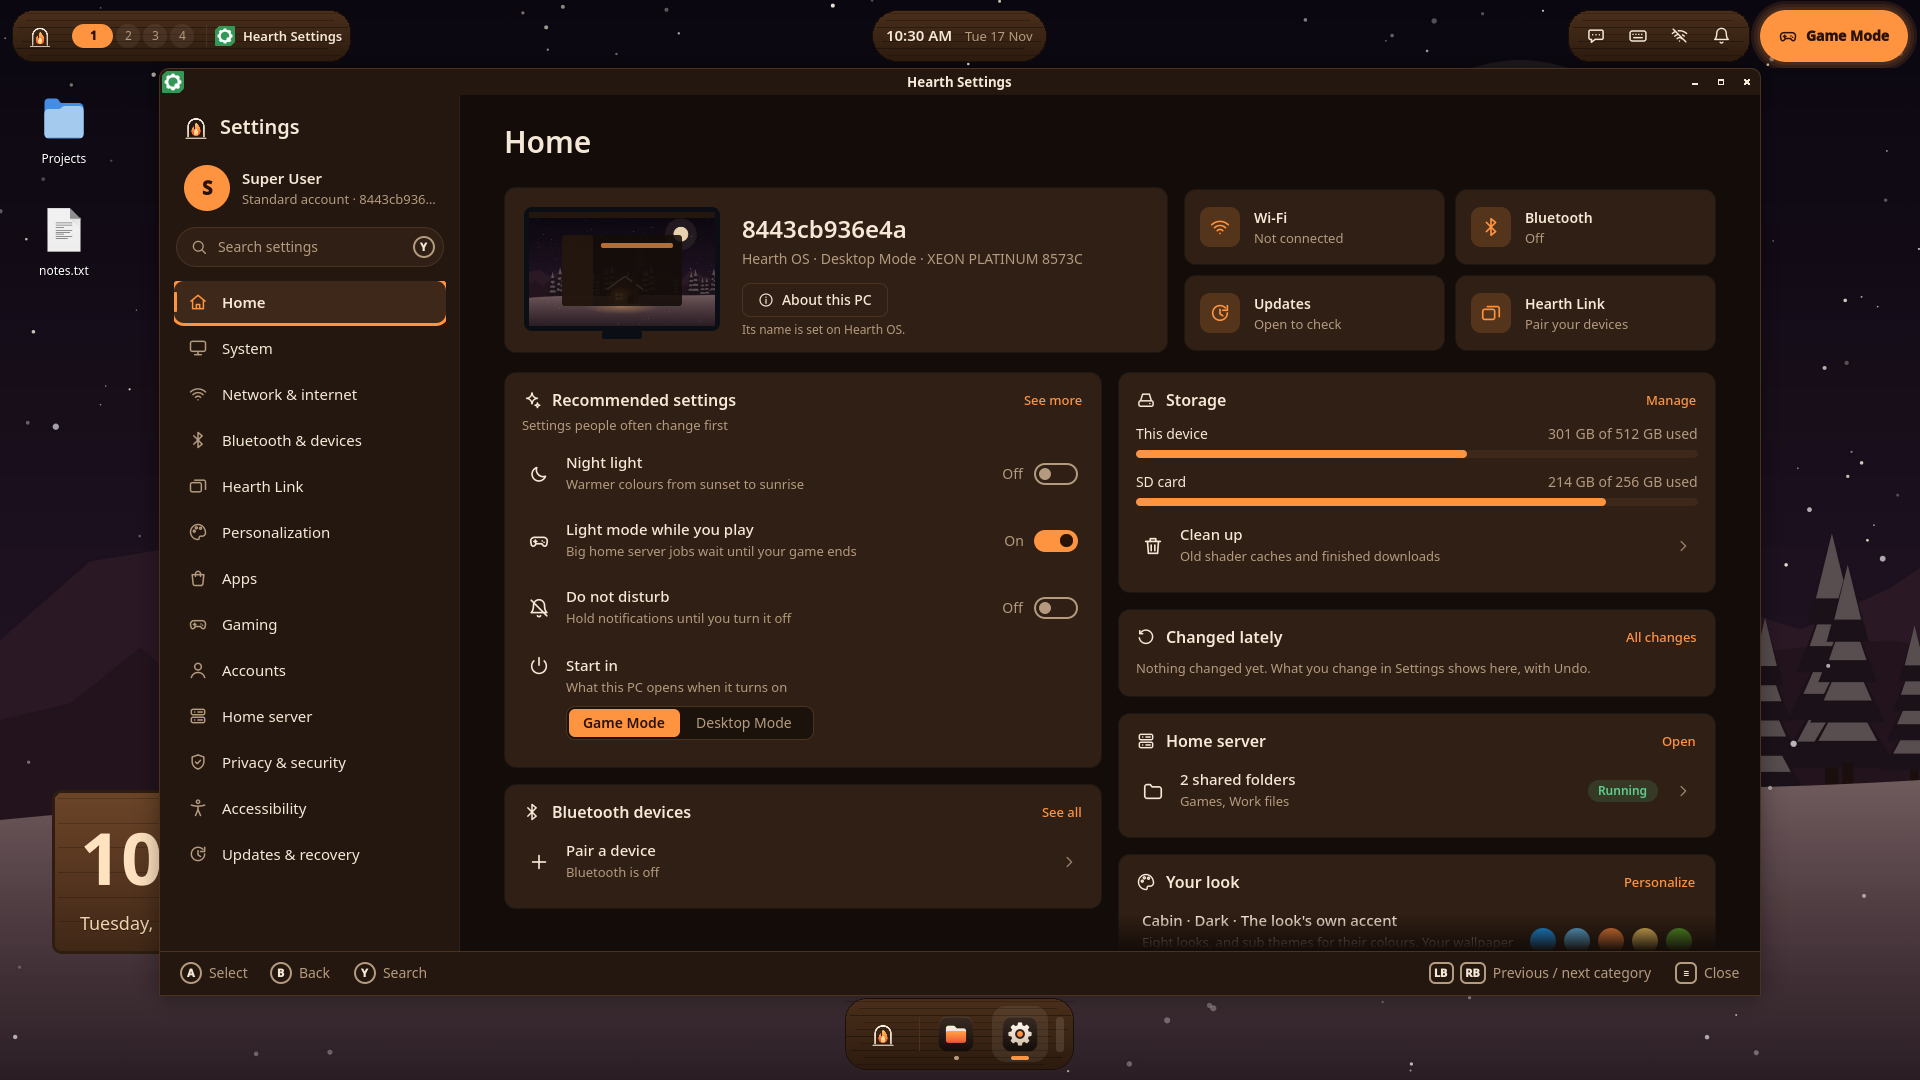 1 2 3 4 Hearth Settings
10:30 AM Tue 17 Nov
Game Mode
Projects
notes.txt
10
Tuesday,
Hearth Settings
Settings
S
Super User
Standard account · 8443cb936...
Search settings Y
Home
System
Network & internet
Bluetooth & devices
Hearth Link
Personalization
Apps
Gaming
Accounts
Home server
Privacy & security
Accessibility
Updates & recovery
Home
8443cb936e4a
Hearth OS · Desktop Mode · XEON PLATINUM 8573C
About this PC
Its name is set on Hearth OS.
Wi-Fi
Not connected
Bluetooth
Off
Updates
Open to check
Hearth Link
Pair your devices
Recommended settings See more
Settings people often change first
Night light
Warmer colours from sunset to sunrise
Off
Light mode while you play
Big home server jobs wait until your game ends
On
Do not disturb
Hold notifications until you turn it off
Off
Start in
What this PC opens when it turns on
Game Mode Desktop Mode
Bluetooth devices See all
Pair a device
Bluetooth is off
Storage Manage
This device 301 GB of 512 GB used
SD card 214 GB of 256 GB used
Clean up
Old shader caches and finished downloads
Changed lately All changes
Nothing changed yet. What you change in Settings shows here, with Undo.
Home server Open
2 shared folders
Games, Work files
Running
Your look Personalize
Cabin · Dark · The look's own accent
Eight looks, and sub themes for their colours. Your wallpaper
A Select B Back Y Search
LB RB Previous / next category ≡ Close